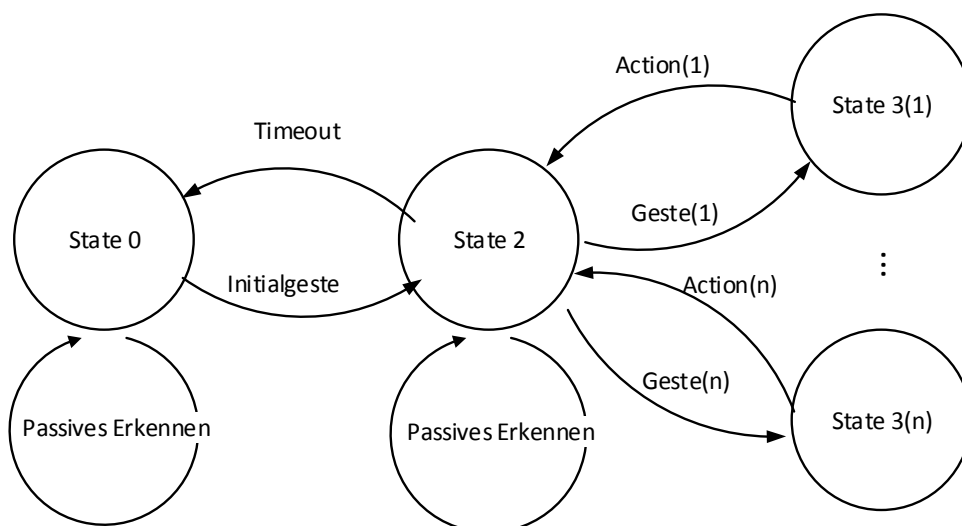 Action(1)
State 3(1)
Timeout
Geste(1)
State 0
State 2
⋮
Initialgeste
Action(n)
Geste(n)
State 3(n)
Passives Erkennen
Passives Erkennen